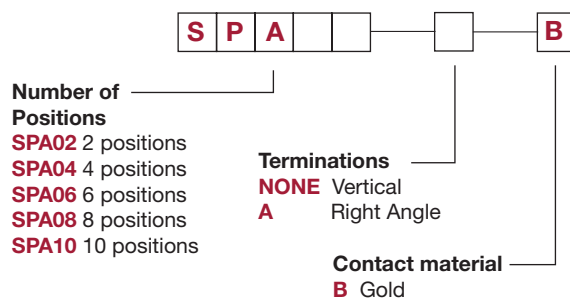 S P A B
Number of
Positions
SPA02 2 positions
SPA04 4 positions
SPA06 6 positions
SPA08 8 positions
SPA10 10 positions
Terminations
NONE Vertical
A Right Angle
Contact material
B Gold